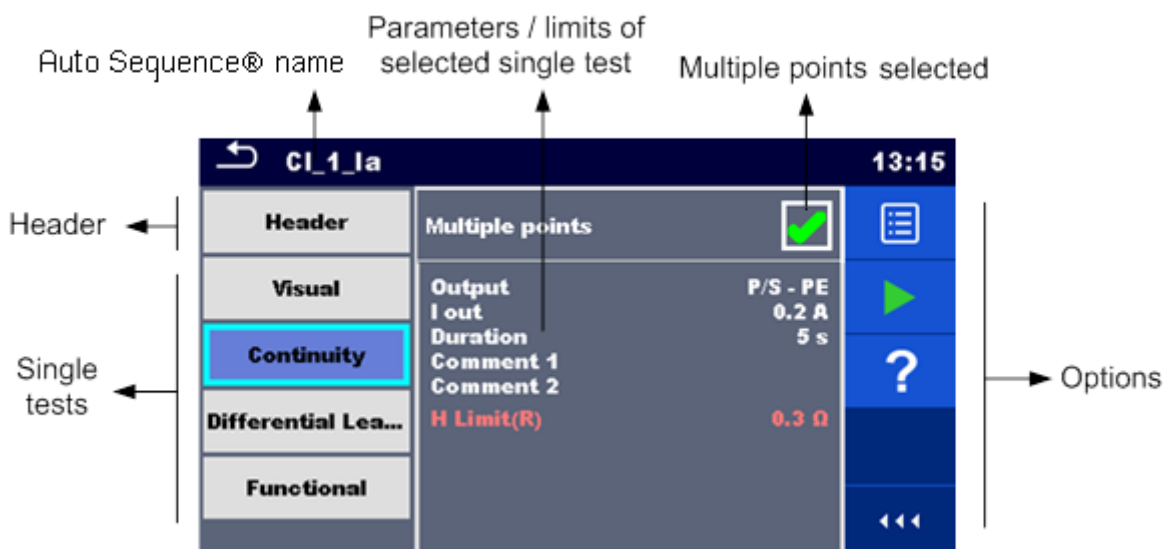 Parameters / limits of
selected single test
Auto Sequence® name
Multiple points selected
CI_1_Ia
13:15
Header
Header
Multiple points
Single
tests
Visual
Continuity
Differential Lea...
Functional
Output P/S - PE
I out 0.2 A
Duration 5 s
Comment 1
Comment 2
H Limit(R) 0.3 Ω
?
Options